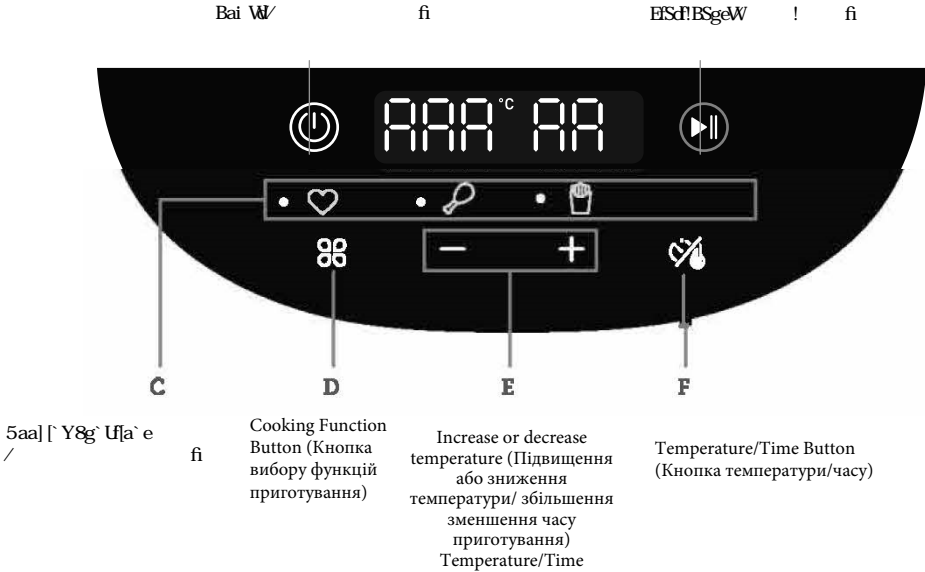 AAA °C AA
C D E F
Cooking Function
Button (Кнопка
вибору функцій
приготування)
Increase or decrease
temperature (Підвищення
або зниження
температури/ збільшення
зменшення часу
приготування)
Temperature/Time
Temperature/Time Button
(Кнопка температури/часу)